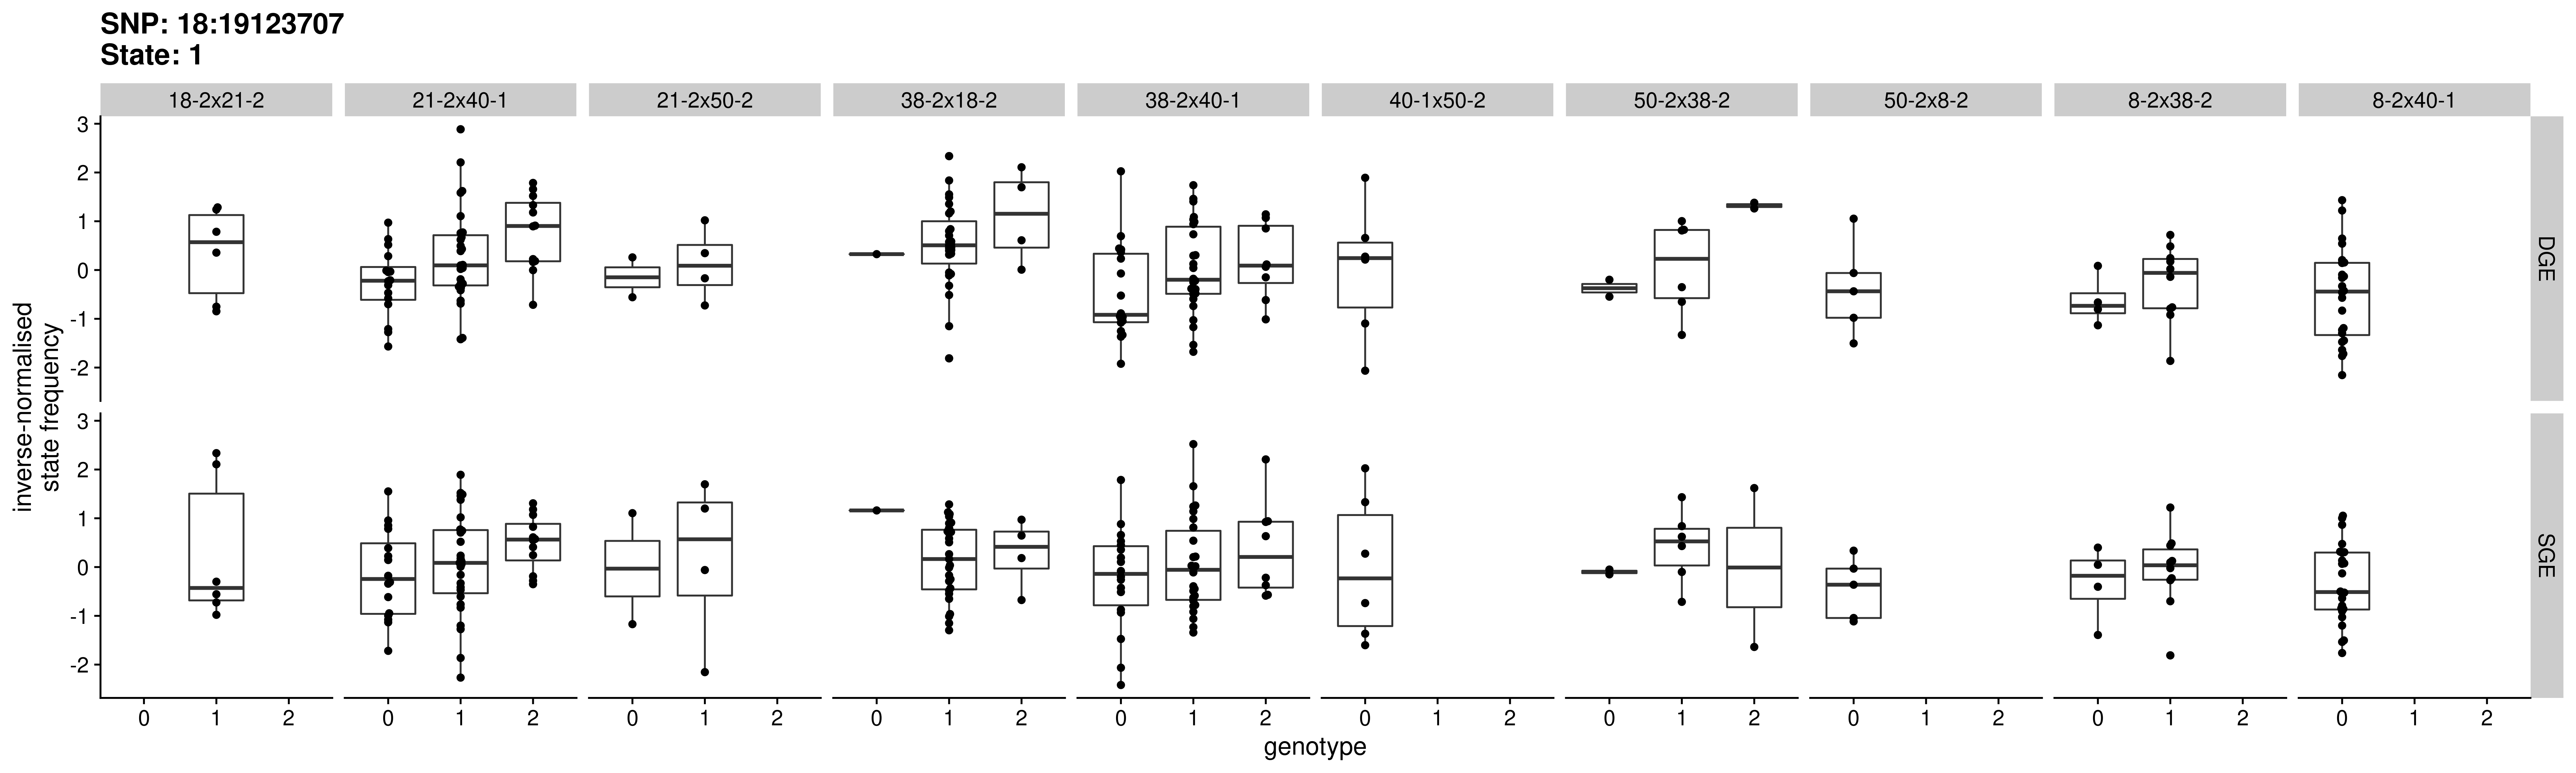 SNP: 18:19123707
State: 1
18-2x21-2 21-2x40-1 21-2x50-2 38-2x18-2 38-2x40-1 40-1x50-2 50-2x38-2 50-2x8-2 8-2x38-2 8-2x40-1
3
2
1
0
-1
-2
DGE
3
2
1
0
-1
-2
SGE
inverse-normalised
state frequency
0 1 2 0 1 2 0 1 2 0 1 2 0 1 2 0 1 2 0 1 2 0 1 2 0 1 2 0 1 2
genotype